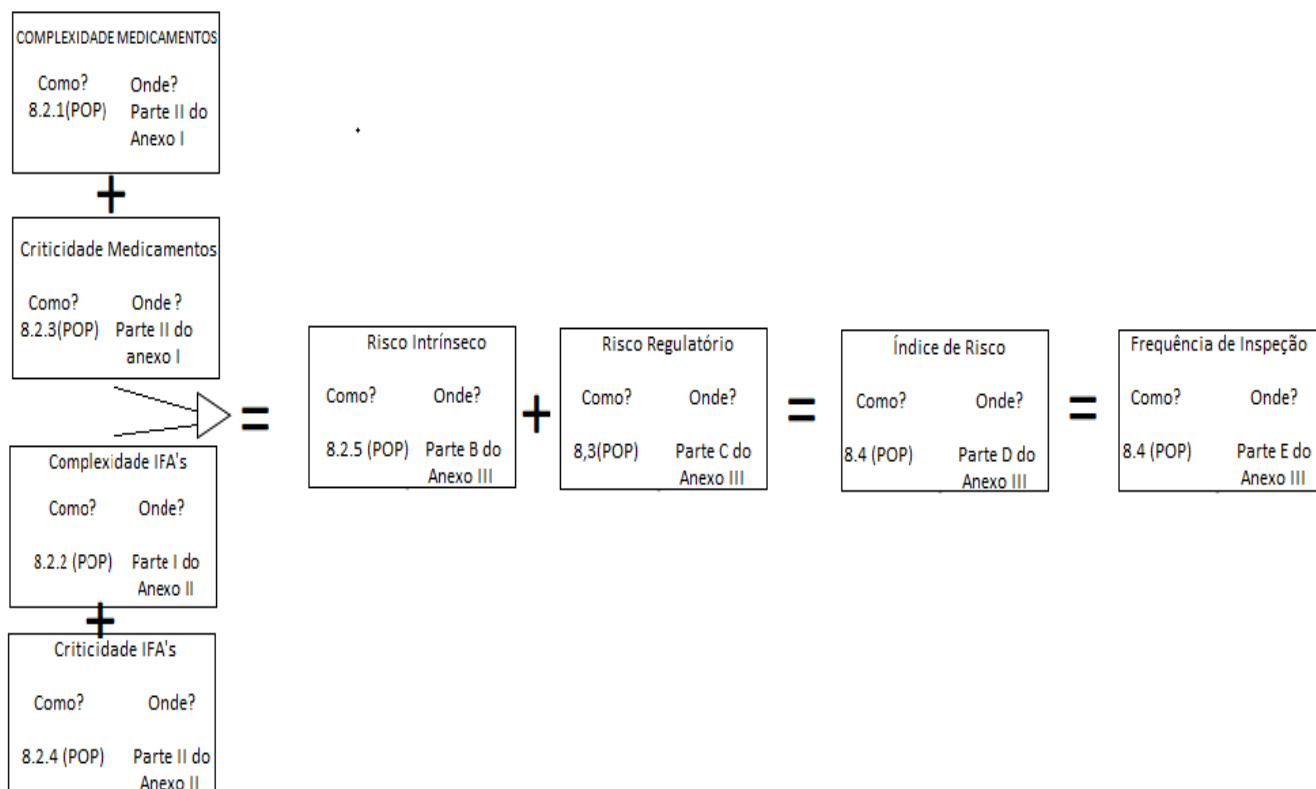 COMPLEXIDADE MEDICAMENTOS
Como? Onde?
8.2.1(POP) Parte II do
Anexo I
+
Criticidade Medicamentos
Como? Onde ?
8.2.3(POP) Parte II do
anexo I
=
Complexidade IFA's
Como? Onde?
8.2.2 (POP) Parte I do
Anexo II
+
Criticidade IFA's
Como? Onde?
8.2.4 (POP) Parte II do
Anexo II
Risco Intrínseco
Como? Onde?
8.2.5 (POP) Parte B do
Anexo III
+
Risco Regulatório
Como? Onde?
8,3(POP) Parte C do
Anexo III
=
Índice de Risco
Como? Onde?
8.4 (POP) Parte D do
Anexo III
=
Frequência de Inspeção
Como? Onde?
8.4 (POP) Parte E do
Anexo III